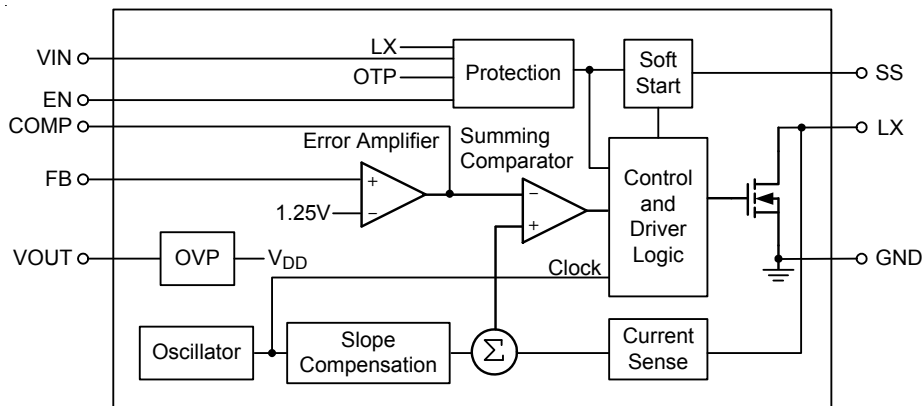 LX
VIN
Protection
Soft
Start
SS
OTP
EN
COMP
LX
Error Amplifier
Summing
Comparator
FB
+
−
1.25V
−
+
Control
and
Driver
Logic
VOUT
OVP
VDD
Clock
GND
Oscillator
Slope
Compensation
Σ
Current
Sense